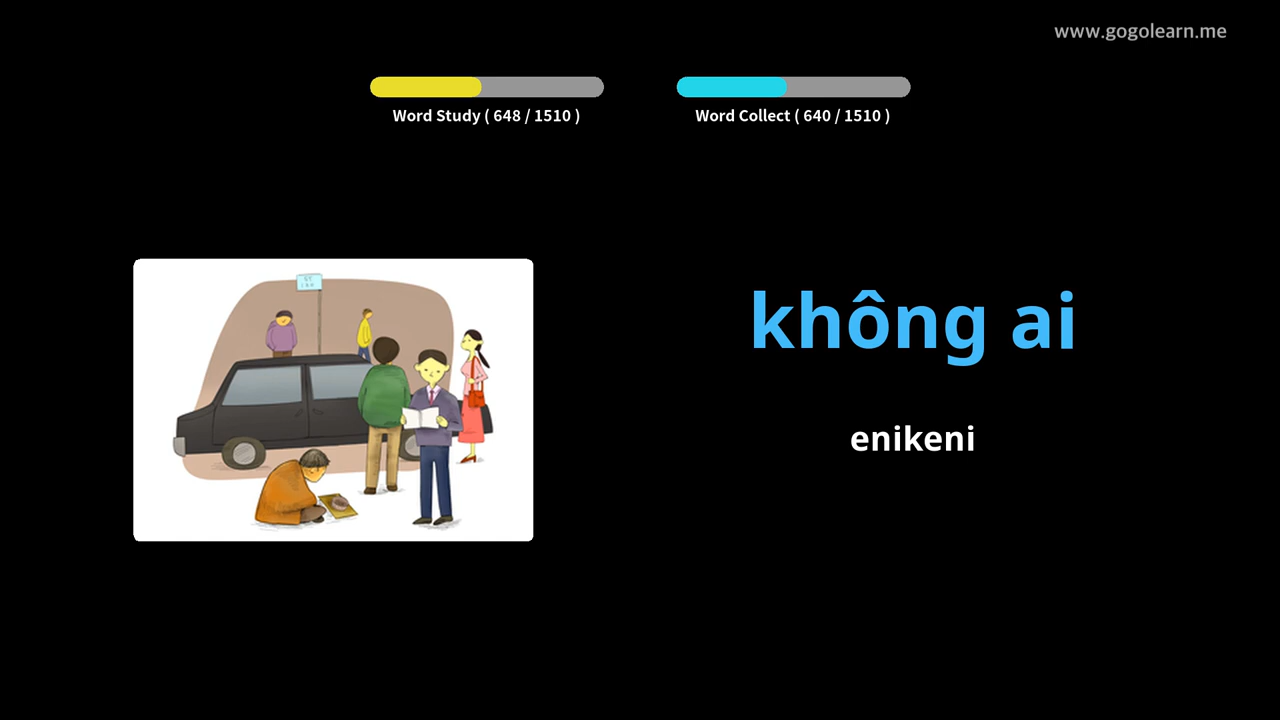 www.gogolearn.me
Word Study ( 648 / 1510 )
Word Collect ( 640 / 1510 )
không ai
enikeni